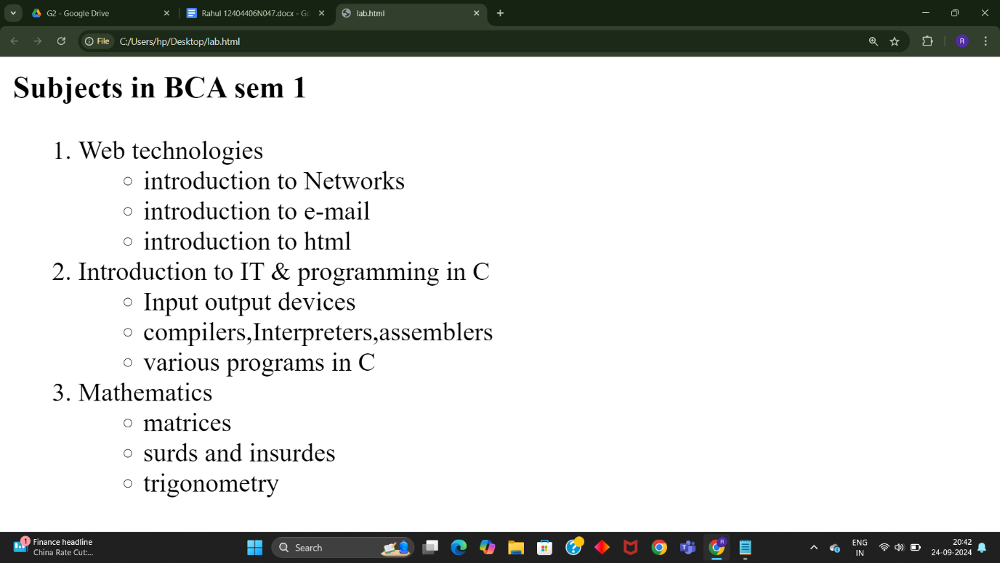 G2 - Google Drive
Rahul 12404406N047.docx - Go
lab.html
File
C:/Users/hp/Desktop/lab.html
R
Subjects in BCA sem 1
1. Web technologies
introduction to Networks
introduction to e-mail
introduction to html
2. Introduction to IT & programming in C
Input output devices
compilers,Interpreters,assemblers
various programs in C
3. Mathematics
matrices
surds and insurdes
trigonometry
1
Finance headline
China Rate Cut:...
Search
R
ENG
IN
20:42
24-09-2024